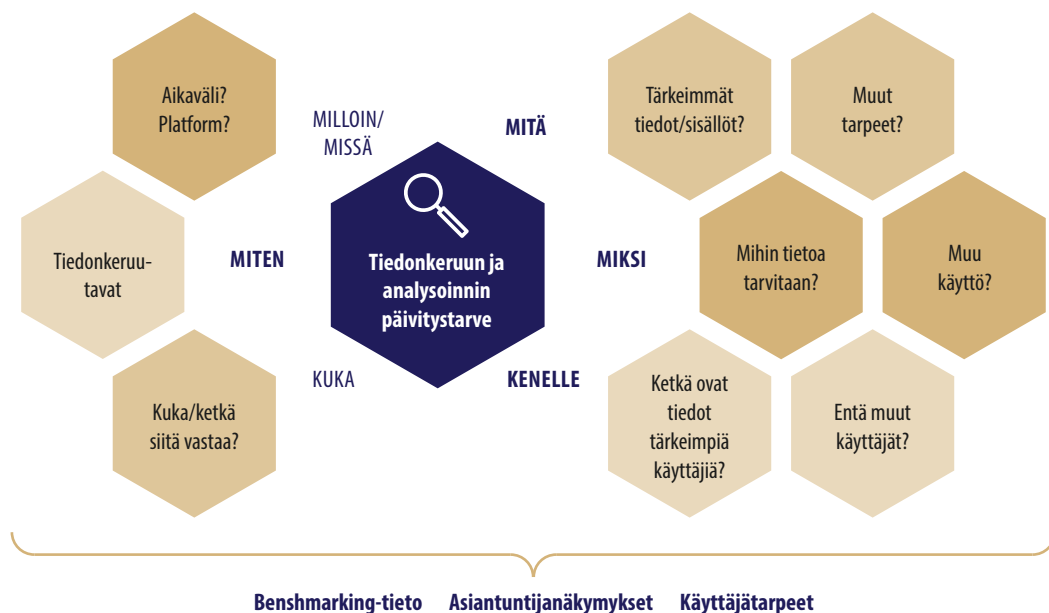 Aikaväli?
Platform?
MILLOIN/
MISSÄ
MITÄ
Tärkeimmät
tiedot/sisällöt?
Muut
tarpeet?
Tiedonkeruu-
tavat
MITEN
Tiedonkeruun ja
analysoinnin
päivitystarve
MIKSI
Mihin tietoa
tarvitaan?
Muu
käyttö?
Kuka/ketkä
siitä vastaa?
KUKA
KENELLE
Ketkä ovat
tiedot
tärkeimpiä
käyttäjiä?
Entä muut
käyttäjät?
Benshmarking-tieto Asiantuntijanäkymykset Käyttäjätarpeet